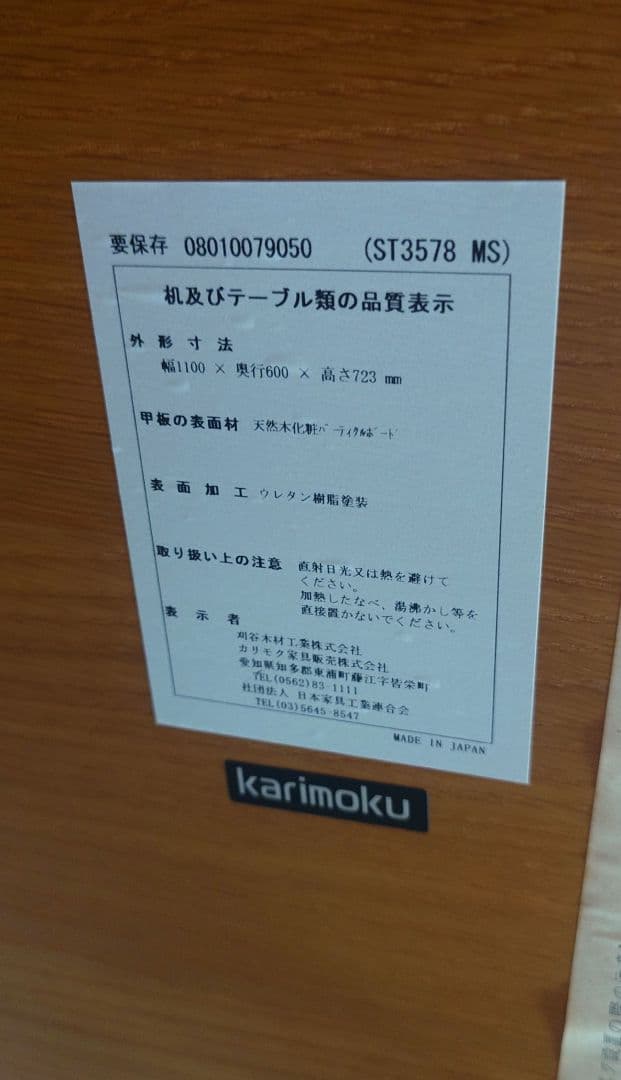 要保存 08010079050 (ST3578 MS)
机及びテーブル類の品質表示
外形寸法
幅1100 × 奥行600 × 高さ723 mm
甲板の表面材 天然木化粧ﾊﾟｰﾃｨｸﾙﾎﾞｰﾄﾞ
表面加工 ウレタン樹脂塗装
取り扱い上の注意 直射日光又は熱を避けて
ください。
加熱したなべ、湯沸かし等を
直接置かないでください。
表示者
刈谷木材工業株式会社
カリモク家具販売株式会社
愛知県知多郡東浦町藤江字皆栄町
TEL(0562)83-1111
社団法人 日本家具工業連合会
TEL(03)5645-8547
MADE IN JAPAN
karimoku